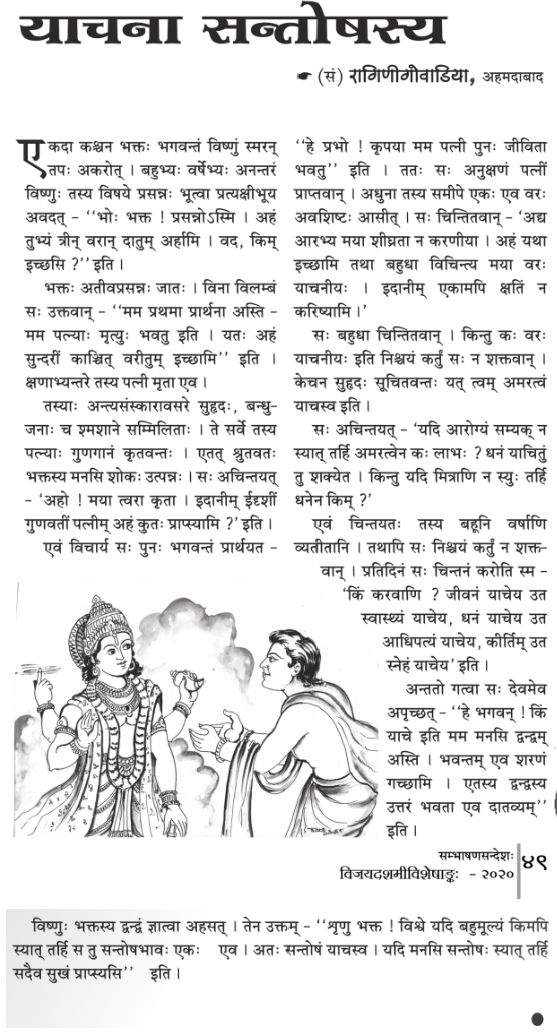 याचना सन्तोषस्य
☛ (सं) रागिणीगोवाडिया, अहमदाबाद
एकदा कश्चन भक्तः भगवन्तं विष्णुं स्मरन्
तपः अकरोत् । बहुभ्यः वर्षेभ्यः अनन्तरं
विष्णुः तस्य विषये प्रसन्नः भूत्वा प्रत्यक्षीभूय
अवदत् – ‘‘भोः भक्त ! प्रसन्नोऽस्मि । अहं
तुभ्यं त्रीन् वरान् दातुम् अर्हामि । वद, किम्
इच्छसि ?’’ इति ।
भक्तः अतीवप्रसन्नः जातः । विना विलम्बं
सः उक्तवान् – ‘‘मम प्रथमा प्रार्थना अस्ति –
मम पत्न्याः मृत्युः भवतु इति । यतः अहं
सुन्दरीं काञ्चित् वरीतुम् इच्छामि’’ इति ।
क्षणाभ्यन्तरे तस्य पत्नी मृता एव ।
तस्याः अन्त्यसंस्कारावसरे सुहृदः, बन्धु-
जनाः च श्मशाने सम्मिलिताः । ते सर्वे तस्य
पत्न्याः गुणगानं कृतवन्तः । एतत् श्रुतवतः
भक्तस्य मनसि शोकः उत्पन्नः । सः अचिन्तयत्
– ‘अहो ! मया त्वरा कृता । इदानीम् ईदृशीं
गुणवतीं पत्नीम् अहं कुतः प्राप्स्यामि ?’ इति ।
एवं विचार्य सः पुनः भगवन्तं प्रार्थयत –
‘‘हे प्रभो ! कृपया मम पत्नी पुनः जीविता
भवतु’’ इति । ततः सः अनुक्षणं पत्नीं
प्राप्तवान् । अधुना तस्य समीपे एकः एव वरः
अवशिष्टः आसीत् । सः चिन्तितवान् – ‘अद्य
आरभ्य मया शीघ्रता न करणीया । अहं यथा
इच्छामि तथा बहुधा विचिन्त्य मया वरः
याचनीयः । इदानीम् एकामपि क्षतिं न
करिष्यामि ।’
सः बहुधा चिन्तितवान् । किन्तु कः वरः
याचनीयः इति निश्चयं कर्तुं सः न शक्तवान् ।
केचन सुहृदः सूचितवन्तः यत् त्वम् अमरत्वं
याचस्व इति ।
सः अचिन्तयत् – ‘यदि आरोग्यं सम्यक् न
स्यात् तर्हि अमरत्वेन कः लाभः ? धनं याचितुं
तु शक्येत । किन्तु यदि मित्राणि न स्युः तर्हि
धनेन किम् ?’
एवं चिन्तयतः तस्य बहूनि वर्षाणि
व्यतीतानि । तथापि सः निश्चयं कर्तुं न शक्त-
वान् । प्रतिदिनं सः चिन्तनं करोति स्म –
‘किं करवाणि ? जीवनं याचेय उत
स्वास्थ्यं याचेय, धनं याचेय उत
आधिपत्यं याचेय, कीर्तिम् उत
स्नेहं याचेय’ इति ।
अन्ततो गत्वा सः देवमेव
अपृच्छत् – ‘‘हे भगवन् ! किं
याचे इति मम मनसि द्वन्द्वम्
अस्ति । भवन्तम् एव शरणं
गच्छामि । एतस्य द्वन्द्वस्य
उत्तरं भवता एव दातव्यम्’’
इति ।
सम्भाषणसन्देशः
विजयदशमीविशेषाङ्कः - २०२०
४९
विष्णुः भक्तस्य द्वन्द्वं ज्ञात्वा अहसत् । तेन उक्तम् – ‘‘शृणु भक्त ! विश्वे यदि बहुमूल्यं किमपि
स्यात् तर्हि स तु सन्तोषभावः एकः एव । अतः सन्तोषं याचस्व । यदि मनसि सन्तोषः स्यात् तर्हि
सदैव सुखं प्राप्स्यसि’’ इति ।